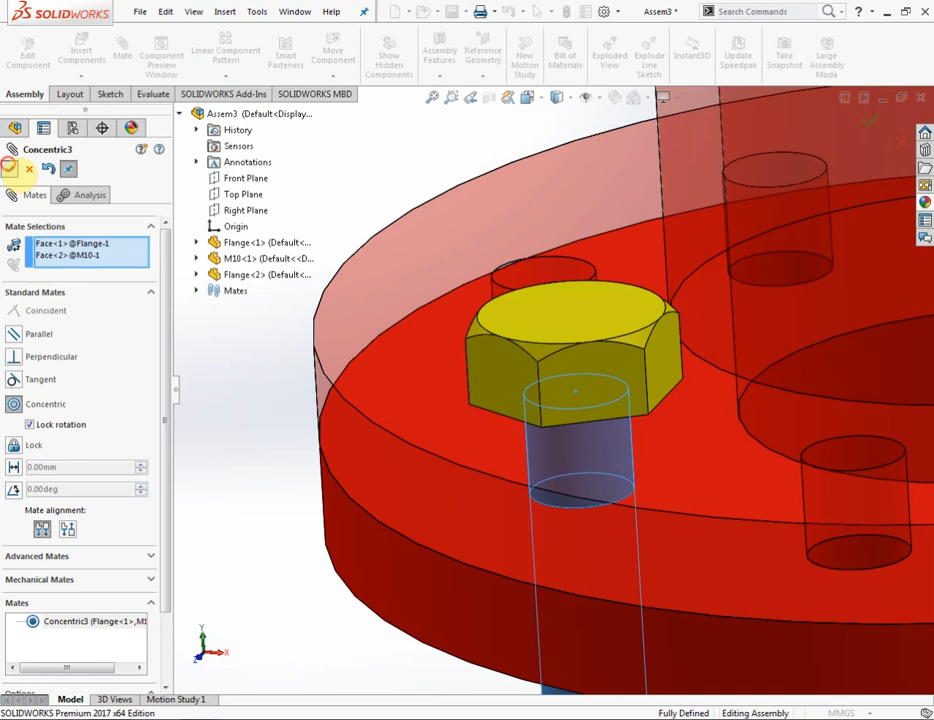 SOLIDWORKS
File Edit View Insert Tools Window Help
Assem3 *
Search Commands
Edit Component
Insert Components
Mate
Component Preview Window
Linear Component Pattern
Smart Fasteners
Move Component
Show Hidden Components
Assembly Features
Reference Geometry
New Motion Study
Bill of Materials
Exploded View
Explode Line Sketch
Instant3D
Update Speedpak
Take Snapshot
Large Assembly Mode
Assembly Layout Sketch Evaluate SOLIDWORKS Add-Ins SOLIDWORKS MBD
Concentric3
Mates Analysis
Mate Selections
Face<1>@Flange-1
Face<2>@M10-1
Standard Mates
Coincident
Parallel
Perpendicular
Tangent
Concentric
Lock rotation
Lock
0.00mm
0.00deg
Mate alignment:
Advanced Mates
Mechanical Mates
Mates
Concentric3 (Flange<1>,M1
Options
Assem3 (Default<Display...
History
Sensors
Annotations
Front Plane
Top Plane
Right Plane
Origin
Flange<1> (Default<...
M10<1> (Default<<D...
Flange<2> (Default<...
Mates
Y
X
Z
Model 3D Views Motion Study 1
SOLIDWORKS Premium 2017 x64 Edition
Fully Defined Editing Assembly MMGS